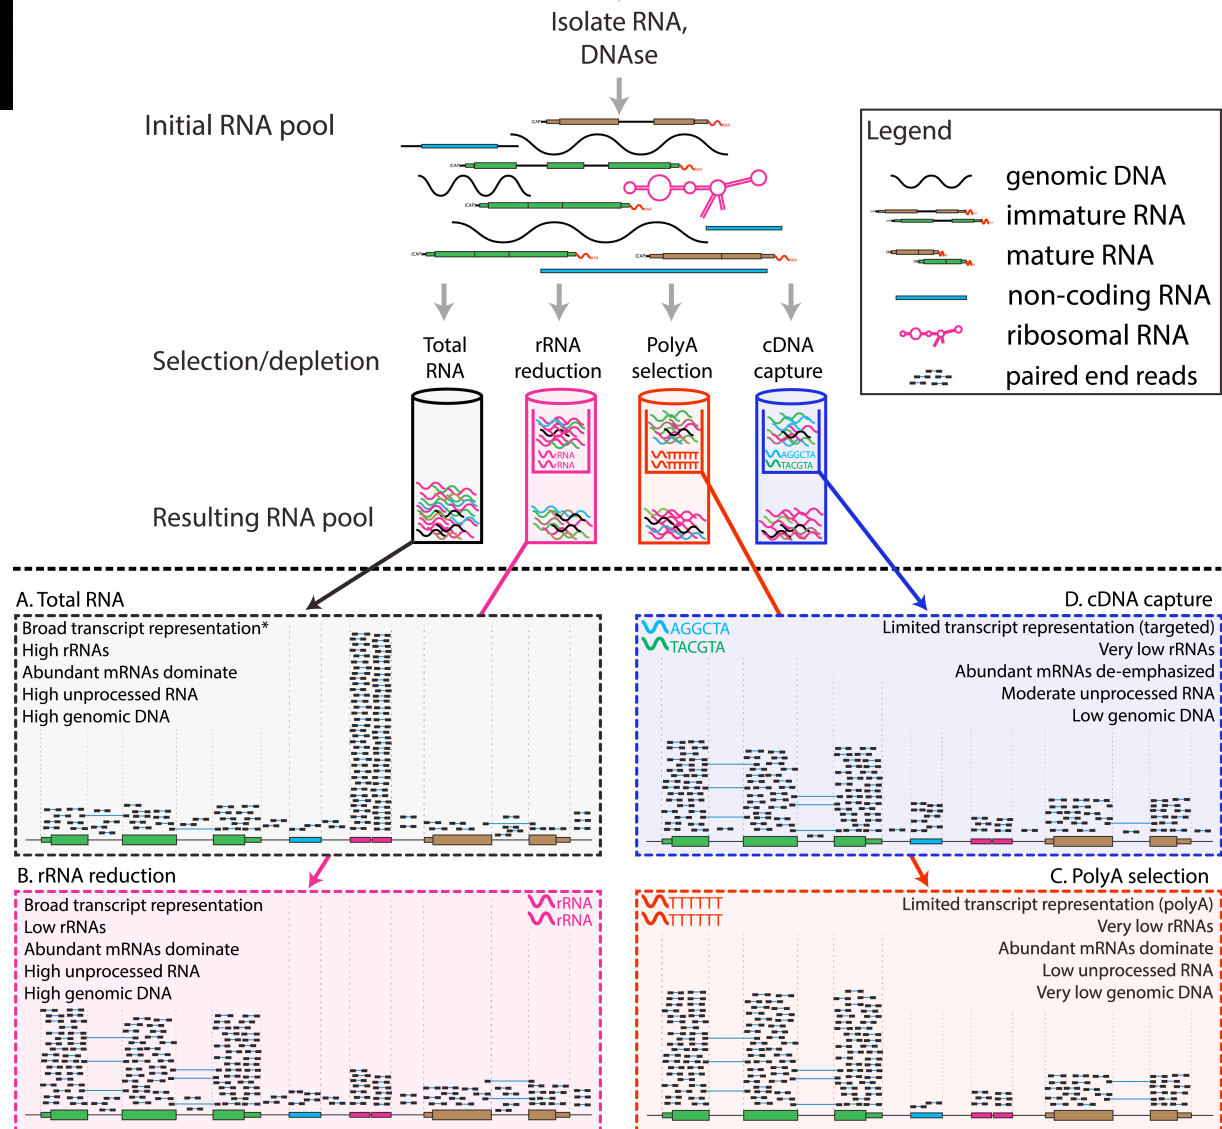 Isolate RNA,
DNAse
Initial RNA pool
Legend
genomic DNA
immature RNA
mature RNA
non-coding RNA
ribosomal RNA
paired end reads
Selection/depletion
Total
RNA
rRNA
reduction
PolyA
selection
cDNA
capture
rRNA
rRNA
TTTTTT
TTTTTT
AGGCTA
TACGTA
Resulting RNA pool
A. Total RNA
Broad transcript representation*
High rRNAs
Abundant mRNAs dominate
High unprocessed RNA
High genomic DNA
D. cDNA capture
AGGCTA
TACGTA
Limited transcript representation (targeted)
Very low rRNAs
Abundant mRNAs de-emphasized
Moderate unprocessed RNA
Low genomic DNA
B. rRNA reduction
Broad transcript representation
Low rRNAs
Abundant mRNAs dominate
High unprocessed RNA
High genomic DNA
rRNA
rRNA
C. PolyA selection
TTTTTT
TTTTTT
Limited transcript representation (polyA)
Very low rRNAs
Abundant mRNAs dominate
Low unprocessed RNA
Very low genomic DNA